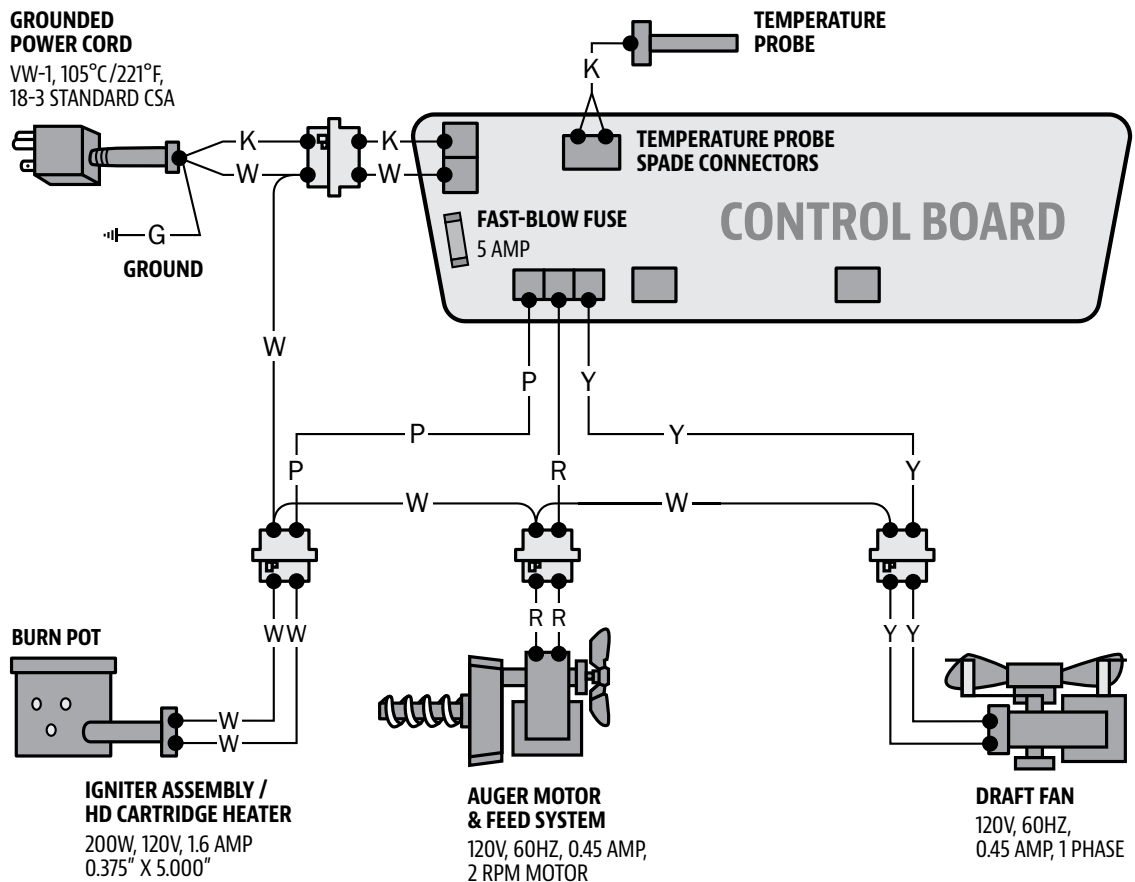 GROUNDED
POWER CORD
VW-1, 105°C/221°F,
18-3 STANDARD CSA
TEMPERATURE
PROBE
K
K
K
W
W
TEMPERATURE PROBE
SPADE CONNECTORS
CONTROL BOARD
FAST-BLOW FUSE
5 AMP
G
GROUND
W
P
Y
P
Y
P
R
Y
W
W
R R
W W
Y Y
BURN POT
W
W
IGNITER ASSEMBLY /
HD CARTRIDGE HEATER
200W, 120V, 1.6 AMP
0.375" X 5.000"
AUGER MOTOR
& FEED SYSTEM
120V, 60HZ, 0.45 AMP,
2 RPM MOTOR
DRAFT FAN
120V, 60HZ,
0.45 AMP, 1 PHASE